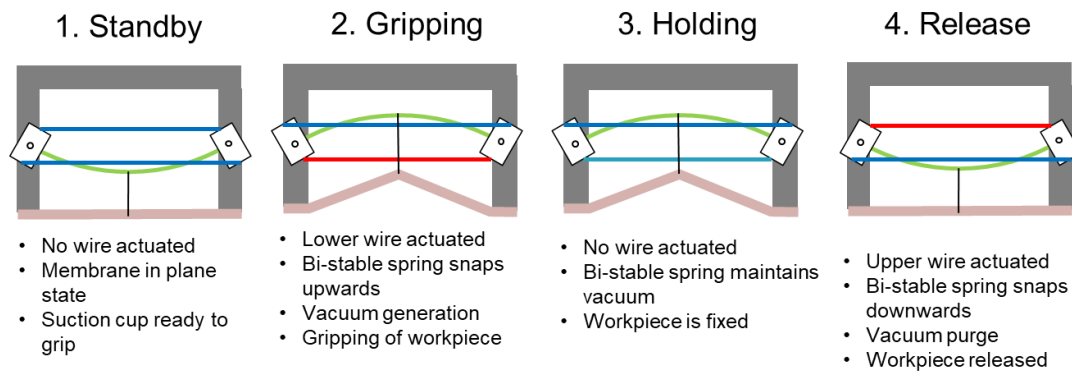 1. Standby
2. Gripping
3. Holding
4. Release
• No wire actuated
• Membrane in plane
state
• Suction cup ready to
grip
• Lower wire actuated
• Bi-stable spring snaps
upwards
• Vacuum generation
• Gripping of workpiece
• No wire actuated
• Bi-stable spring maintains
vacuum
• Workpiece is fixed
• Upper wire actuated
• Bi-stable spring snaps
downwards
• Vacuum purge
• Workpiece released